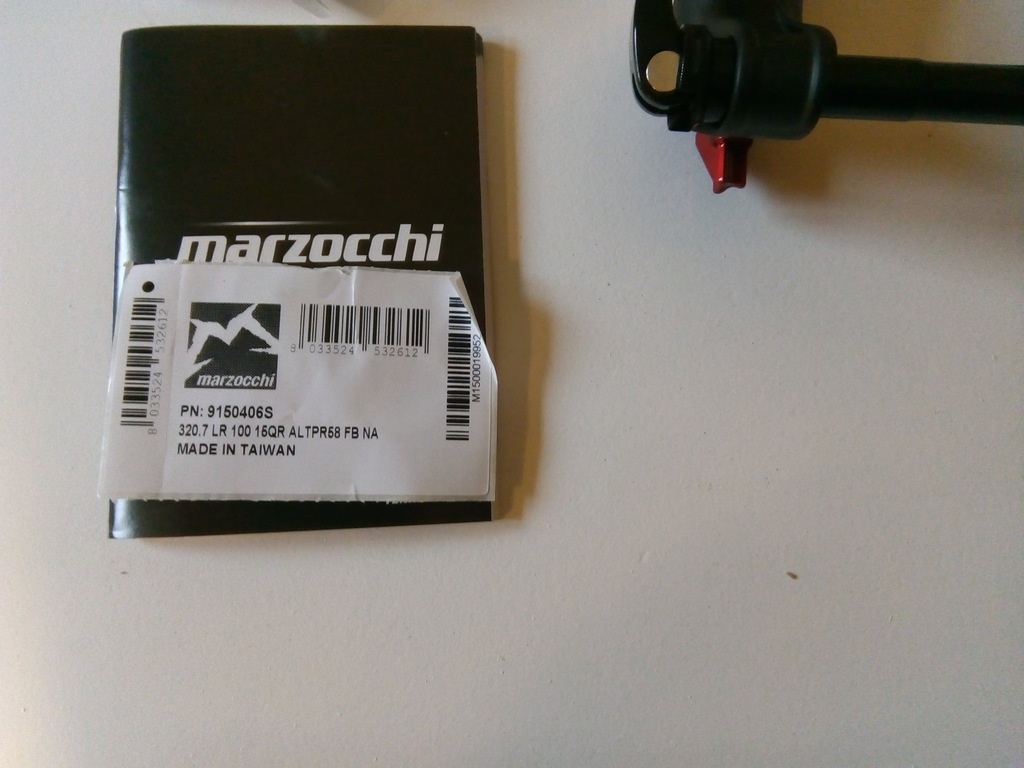 marzocchi
8 033524 532612
8 033524 532612
marzocchi
M1500019952
PN: 9150406S
320.7 LR 100 15QR ALTPR58 FB NA
MADE IN TAIWAN